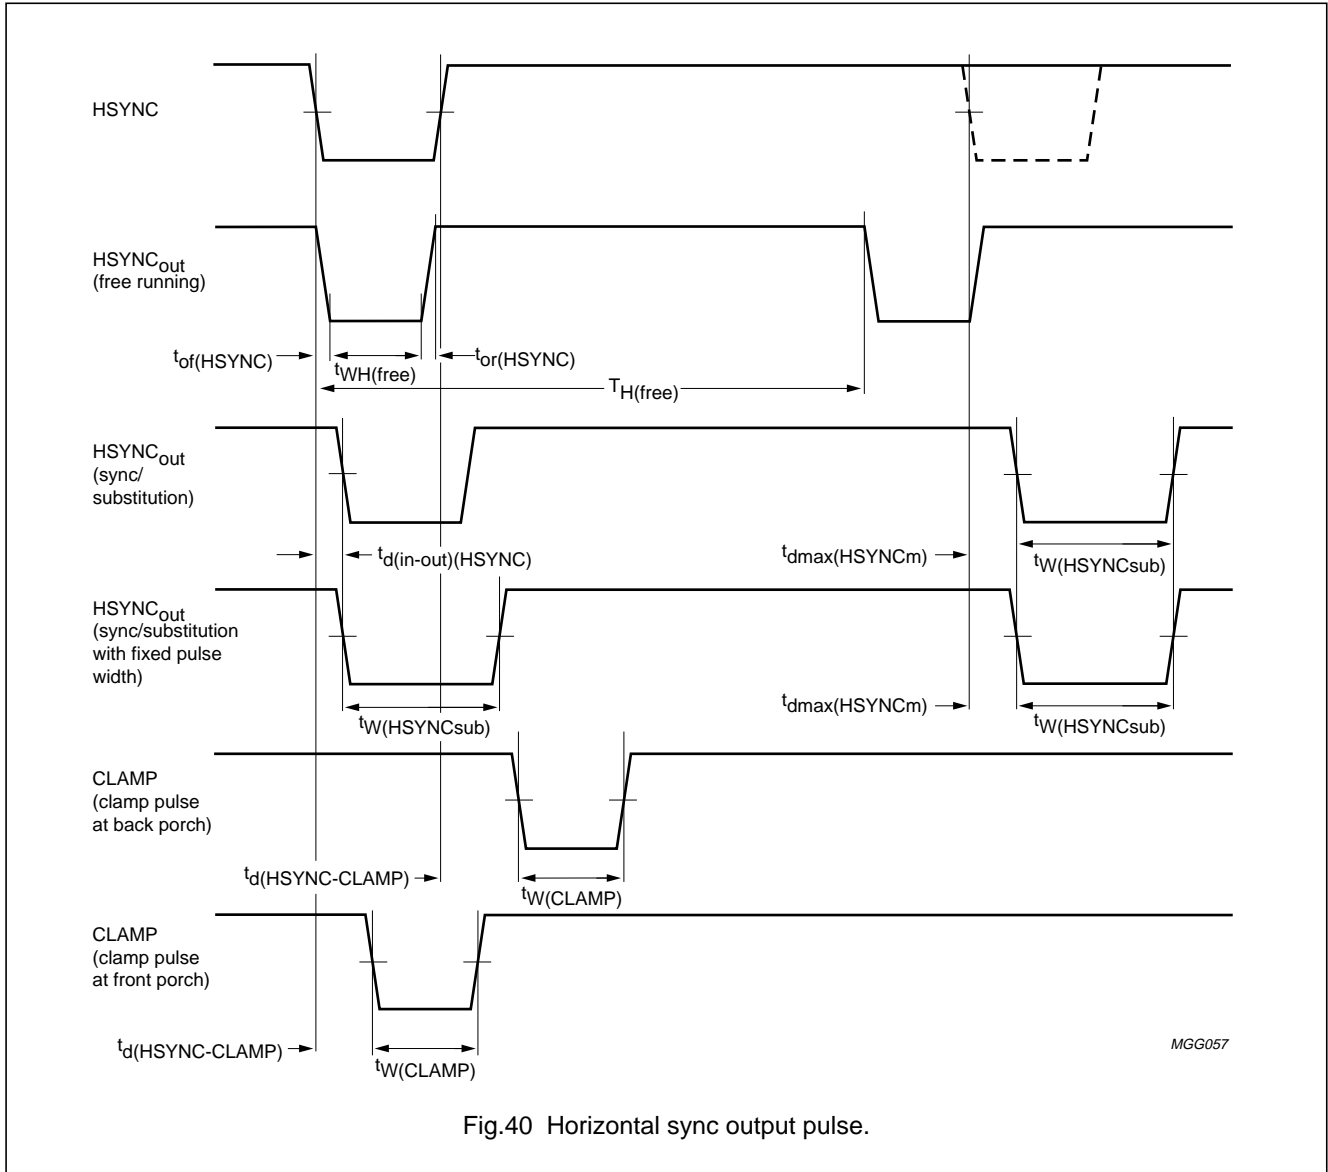 HSYNC
HSYNCout
(free running)
tof(HSYNC)
tWH(free)
tor(HSYNC)
TH(free)
HSYNCout
(sync/
substitution)
td(in-out)(HSYNC)
tdmax(HSYNCm)
tW(HSYNCsub)
HSYNCout
(sync/substitution
with fixed pulse
width)
tW(HSYNCsub)
tdmax(HSYNCm)
tW(HSYNCsub)
CLAMP
(clamp pulse
at back porch)
td(HSYNC-CLAMP)
tW(CLAMP)
CLAMP
(clamp pulse
at front porch)
td(HSYNC-CLAMP)
tW(CLAMP)
MGG057
Fig.40 Horizontal sync output pulse.